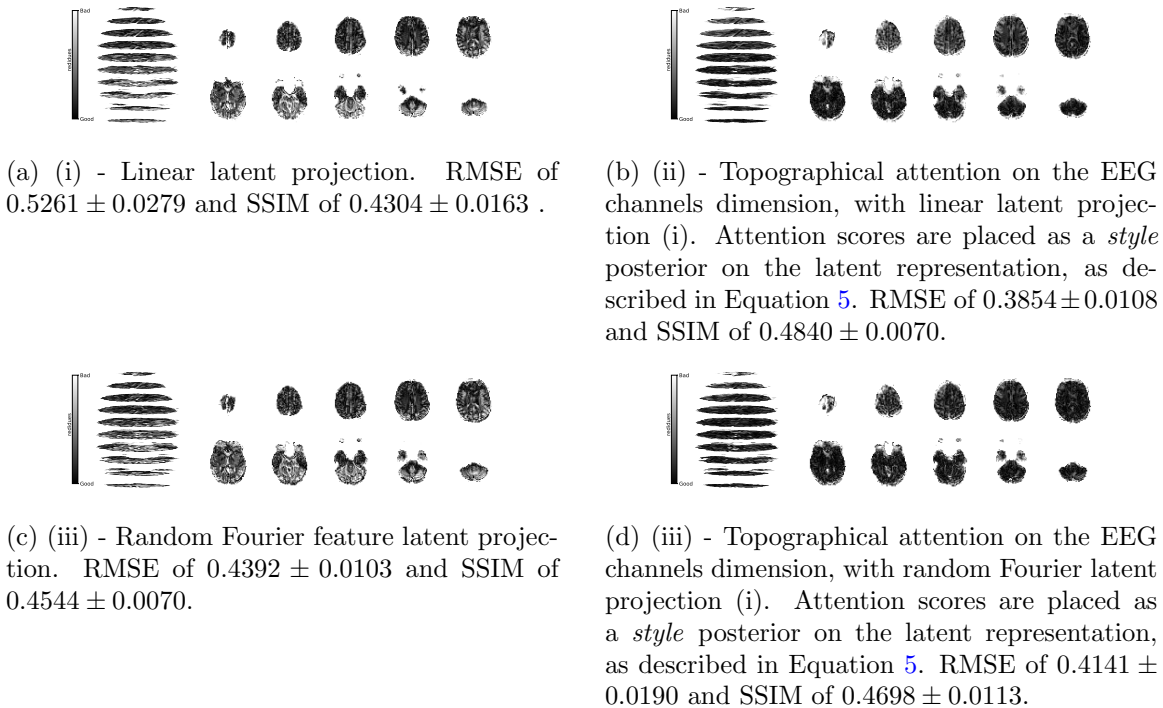 Bad
residues
Good
(a) (i) - Linear latent projection. RMSE of
0.5261 ± 0.0279 and SSIM of 0.4304 ± 0.0163 .
Bad
residues
Good
(b) (ii) - Topographical attention on the EEG
channels dimension, with linear latent projec-
tion (i). Attention scores are placed as a style
posterior on the latent representation, as de-
scribed in Equation 5. RMSE of 0.3854±0.0108
and SSIM of 0.4840 ± 0.0070.
Bad
residues
Good
(c) (iii) - Random Fourier feature latent projec-
tion. RMSE of 0.4392 ± 0.0103 and SSIM of
0.4544 ± 0.0070.
Bad
residues
Good
(d) (iii) - Topographical attention on the EEG
channels dimension, with random Fourier latent
projection (i). Attention scores are placed as
a style posterior on the latent representation,
as described in Equation 5. RMSE of 0.4141 ±
0.0190 and SSIM of 0.4698 ± 0.0113.